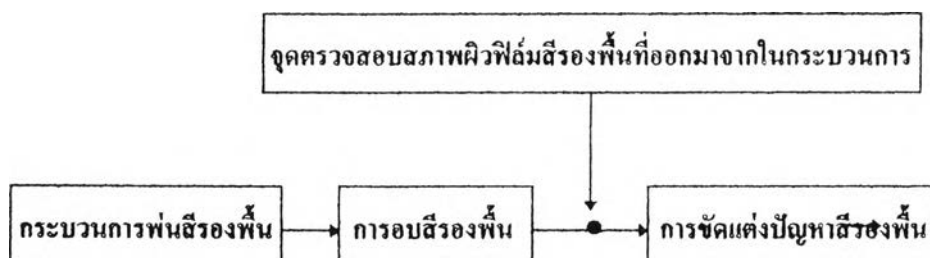 จุดตรวจสอบสภาพผิวฟิล์มสีรองพื้นที่ออกมาจากในกระบวนการ
กระบวนการพ่นสีรองพื้น
การอบสีรองพื้น
การขัดแต่งปัญหาสีรองพื้น